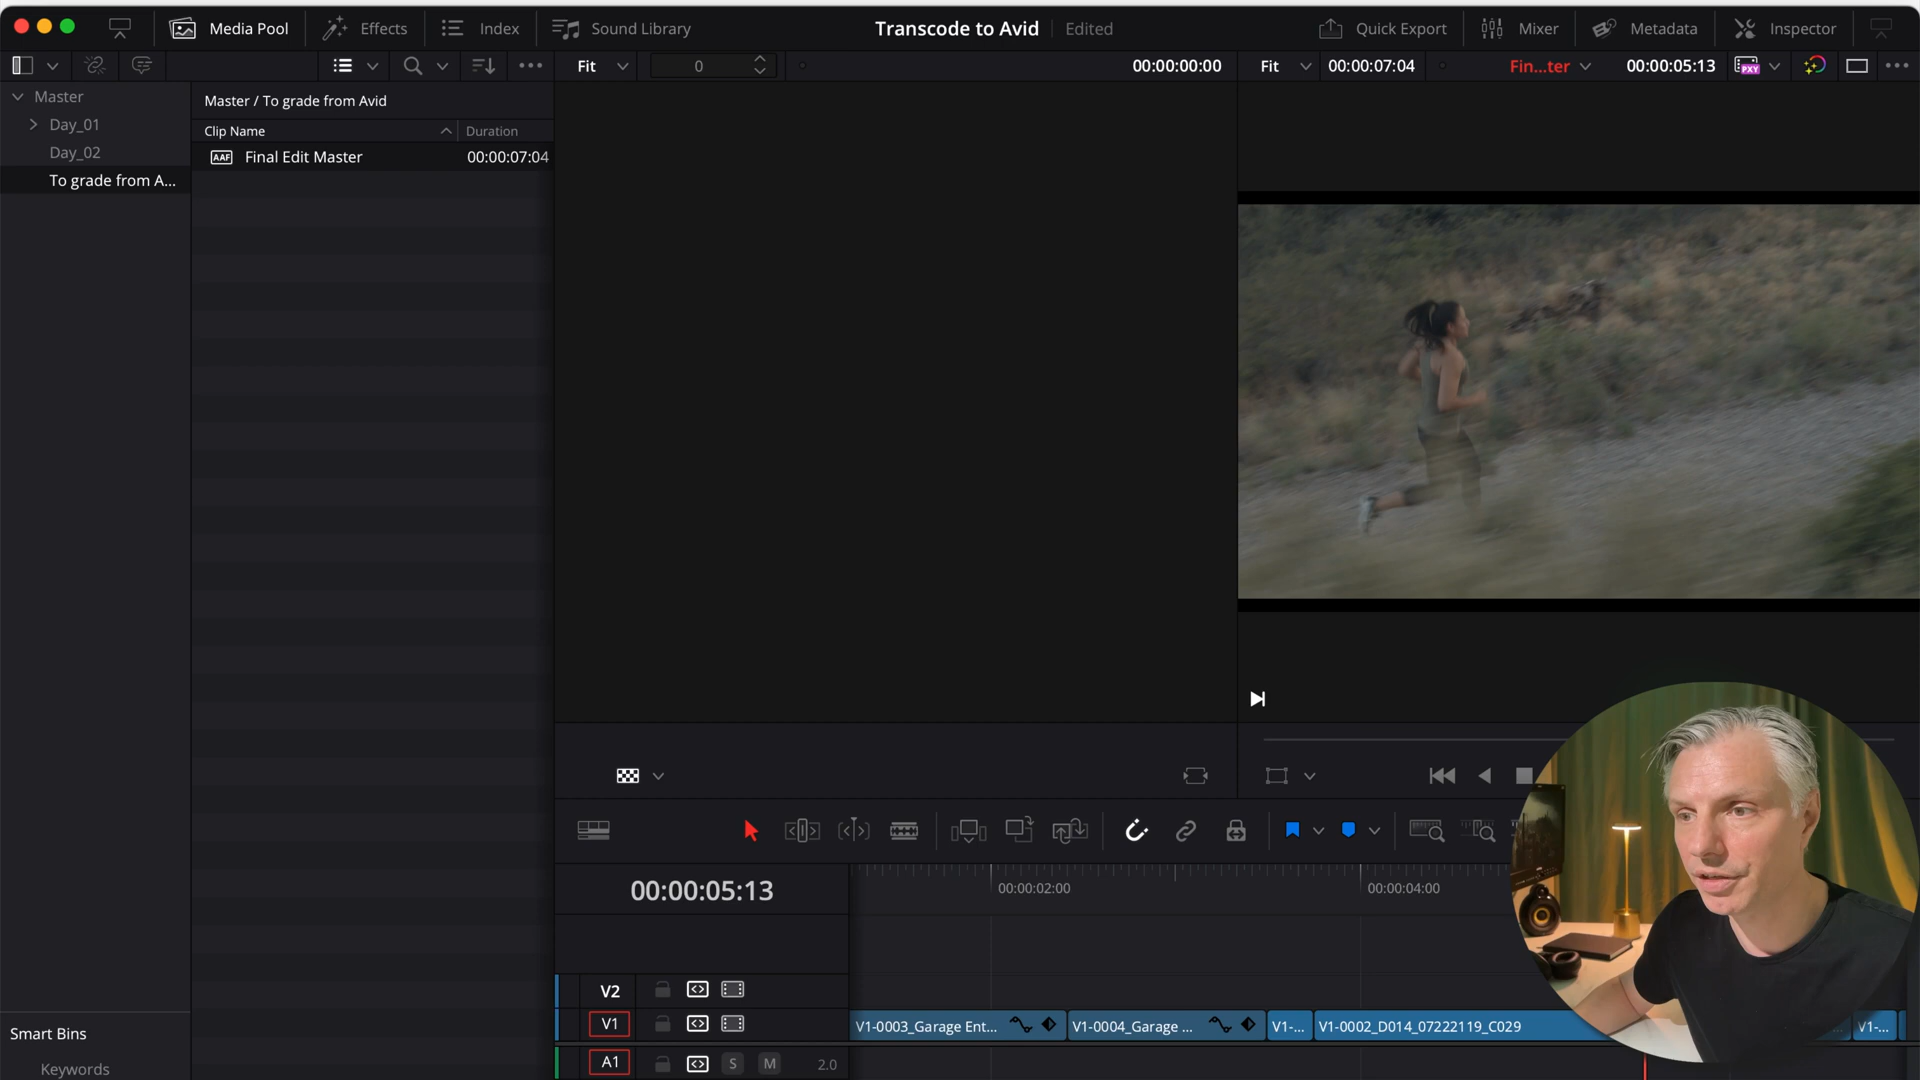 Media Pool Effects Index Sound Library Transcode to Avid Edited Quick Export Mixer Metadata Inspector
Fit 0 00:00:00:00 Fit 00:00:07:04 Fin...ter 00:00:05:13 PXY
Master
Day_01
Day_02
To grade from A...
Master / To grade from Avid
Clip Name Duration
AAF Final Edit Master 00:00:07:04
00:00:05:13
00:00:02:00 00:00:04:00
V2
V1 V1-0003_Garage Ent... V1-0004_Garage ... V1-... V1-0002_D014_07222119_C029 V1-...
A1 S M 2.0
Smart Bins
Keywords